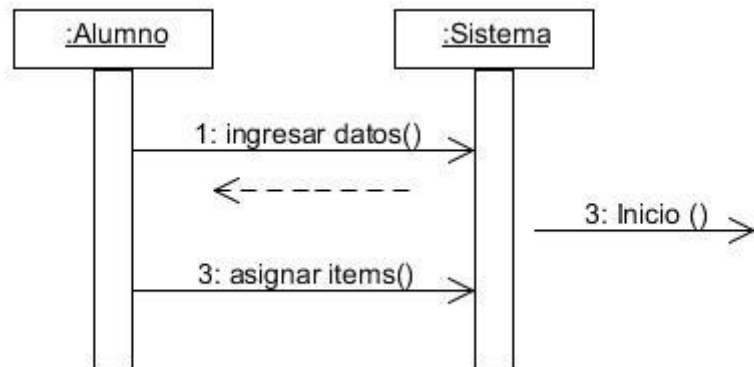 :Alumno
:Sistema
1: ingresar datos()
3: Inicio ()
3: asignar items()